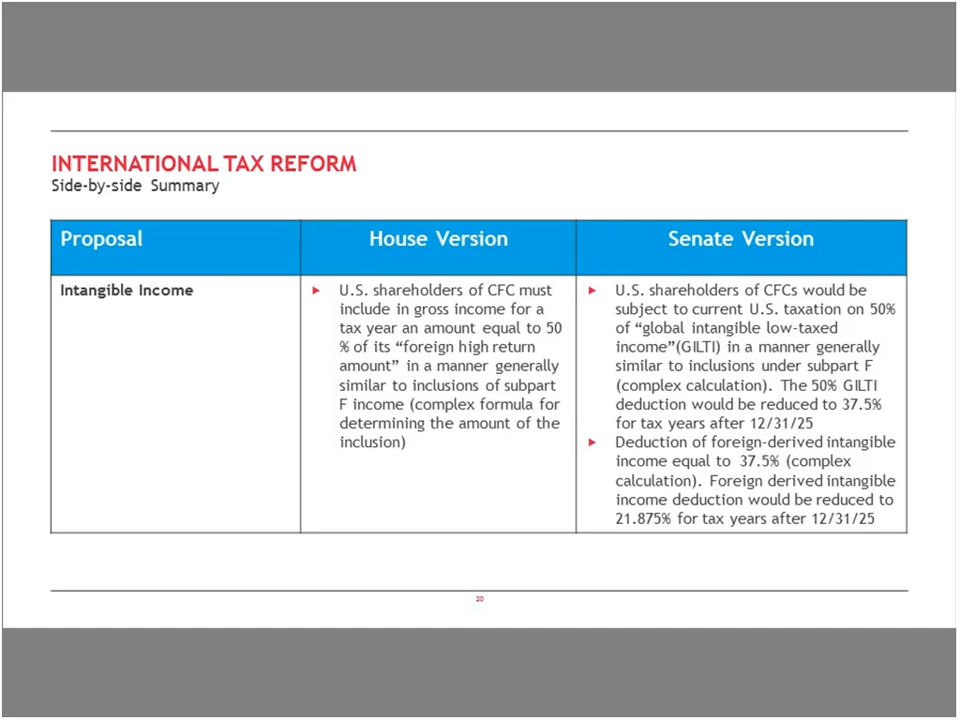 INTERNATIONAL TAX REFORM
Side-by-side Summary
Proposal
House Version
Senate Version
Intangible Income
▶ U.S. shareholders of CFC must
include in gross income for a
tax year an amount equal to 50
% of its “foreign high return
amount” in a manner generally
similar to inclusions of subpart
F income (complex formula for
determining the amount of the
inclusion)
▶ U.S. shareholders of CFCs would be
subject to current U.S. taxation on 50%
of “global intangible low-taxed
income”(GILTI) in a manner generally
similar to inclusions under subpart F
(complex calculation). The 50% GILTI
deduction would be reduced to 37.5%
for tax years after 12/31/25
▶ Deduction of foreign-derived intangible
income equal to 37.5% (complex
calculation). Foreign derived intangible
income deduction would be reduced to
21.875% for tax years after 12/31/25
20